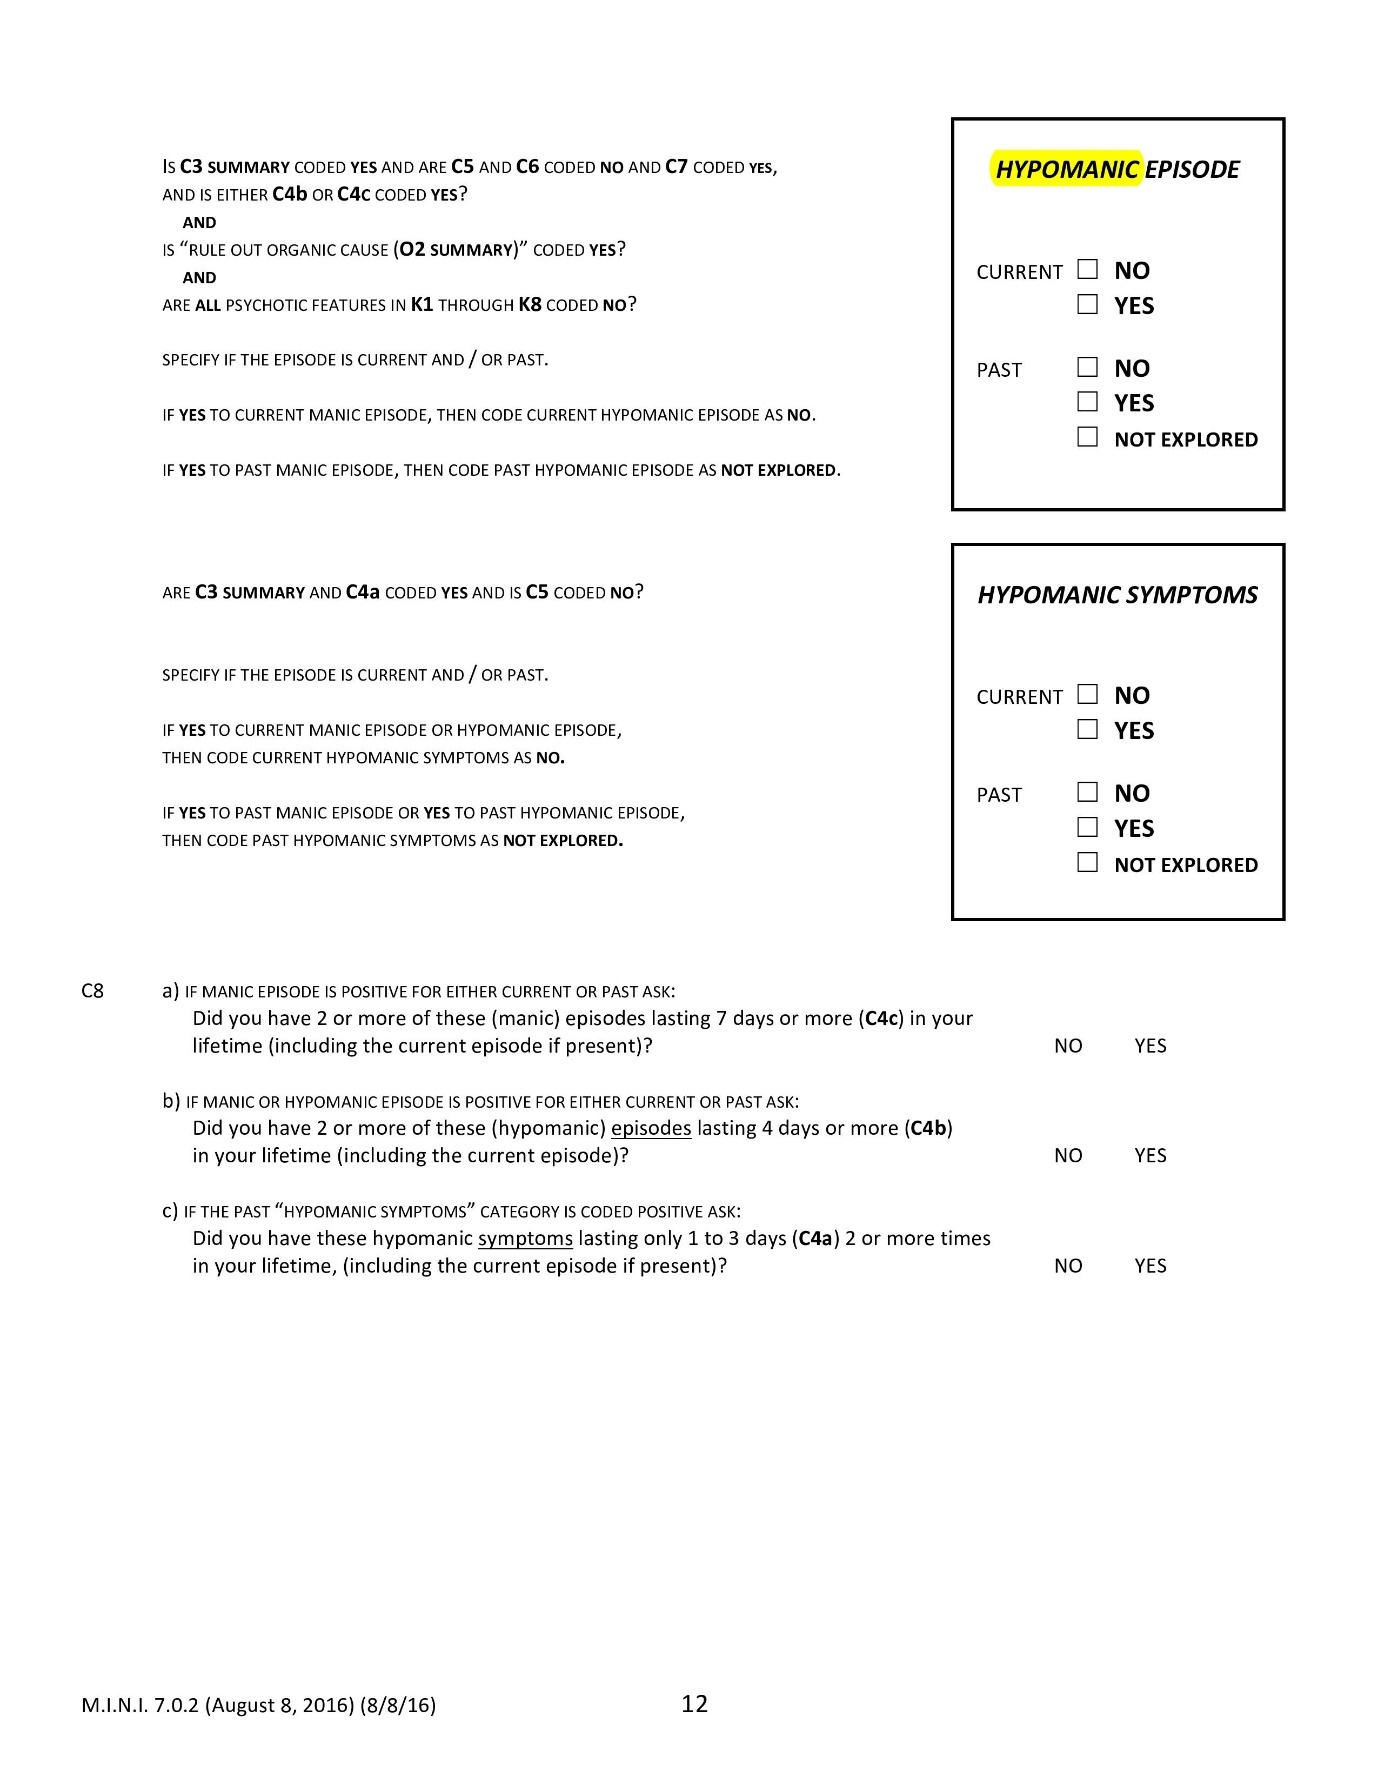 IS C3 SUMMARY CODED YES AND ARE C5 AND C6 CODED NO AND C7 CODED YES,
AND IS EITHER C4b OR C4c CODED YES?
AND
IS “RULE OUT ORGANIC CAUSE (O2 SUMMARY)” CODED YES?
AND
ARE ALL PSYCHOTIC FEATURES IN K1 THROUGH K8 CODED NO?
SPECIFY IF THE EPISODE IS CURRENT AND / OR PAST.
IF YES TO CURRENT MANIC EPISODE, THEN CODE CURRENT HYPOMANIC EPISODE AS NO.
IF YES TO PAST MANIC EPISODE, THEN CODE PAST HYPOMANIC EPISODE AS NOT EXPLORED.
HYPOMANIC EPISODE
CURRENT ☐ NO
☐ YES
PAST ☐ NO
☐ YES
☐ NOT EXPLORED
ARE C3 SUMMARY AND C4a CODED YES AND IS C5 CODED NO?
SPECIFY IF THE EPISODE IS CURRENT AND / OR PAST.
IF YES TO CURRENT MANIC EPISODE OR HYPOMANIC EPISODE,
THEN CODE CURRENT HYPOMANIC SYMPTOMS AS NO.
IF YES TO PAST MANIC EPISODE OR YES TO PAST HYPOMANIC EPISODE,
THEN CODE PAST HYPOMANIC SYMPTOMS AS NOT EXPLORED.
HYPOMANIC SYMPTOMS
CURRENT ☐ NO
☐ YES
PAST ☐ NO
☐ YES
☐ NOT EXPLORED
C8 a) IF MANIC EPISODE IS POSITIVE FOR EITHER CURRENT OR PAST ASK:
Did you have 2 or more of these (manic) episodes lasting 7 days or more (C4c) in your
lifetime (including the current episode if present)? NO YES
b) IF MANIC OR HYPOMANIC EPISODE IS POSITIVE FOR EITHER CURRENT OR PAST ASK:
Did you have 2 or more of these (hypomanic) episodes lasting 4 days or more (C4b)
in your lifetime (including the current episode)? NO YES
c) IF THE PAST “HYPOMANIC SYMPTOMS” CATEGORY IS CODED POSITIVE ASK:
Did you have these hypomanic symptoms lasting only 1 to 3 days (C4a) 2 or more times
in your lifetime, (including the current episode if present)? NO YES
M.I.N.I. 7.0.2 (August 8, 2016) (8/8/16) 12